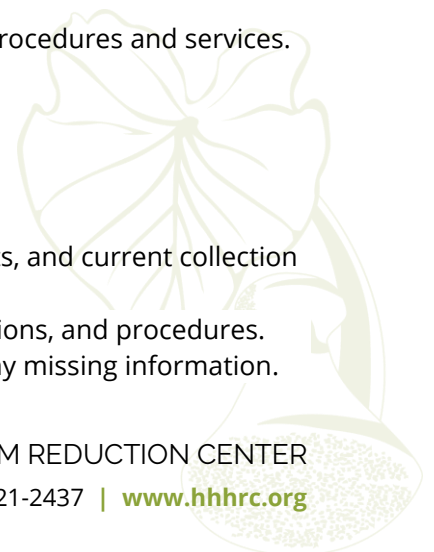 rocedures and services.
s, and current collection
ions, and procedures.
y missing information.
M REDUCTION CENTER
21-2437 | www.hhhrc.org